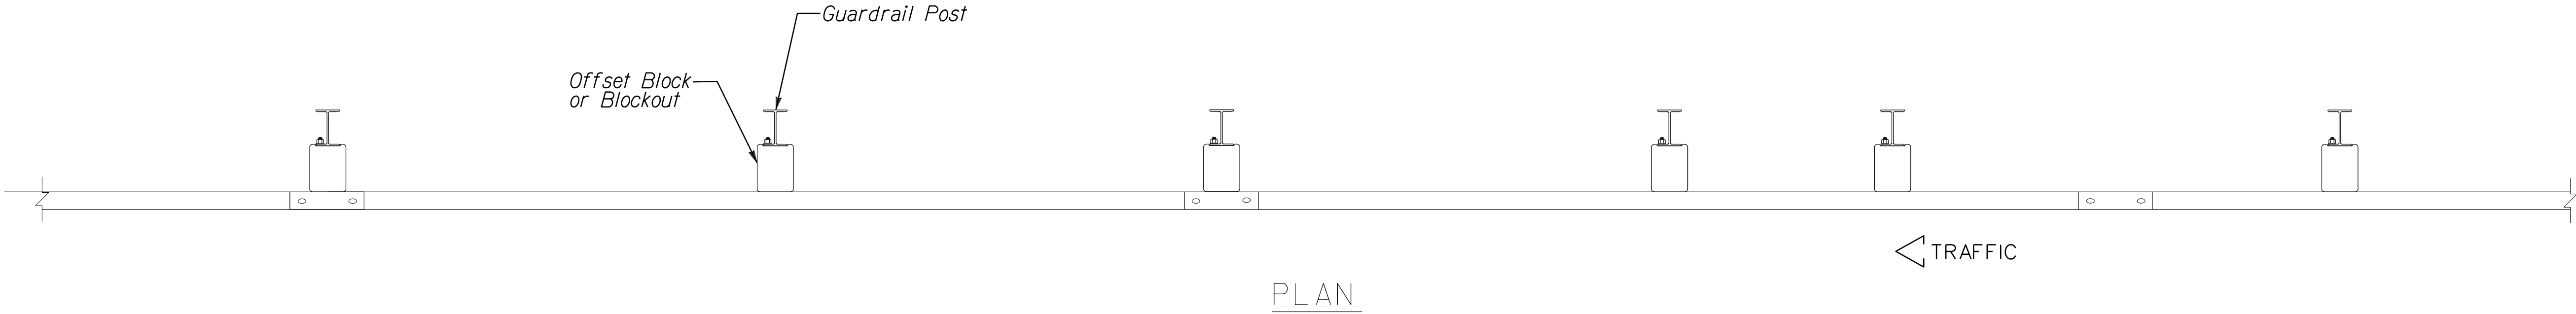 Guardrail Post
Offset Block
or Blockout
TRAFFIC
PLAN